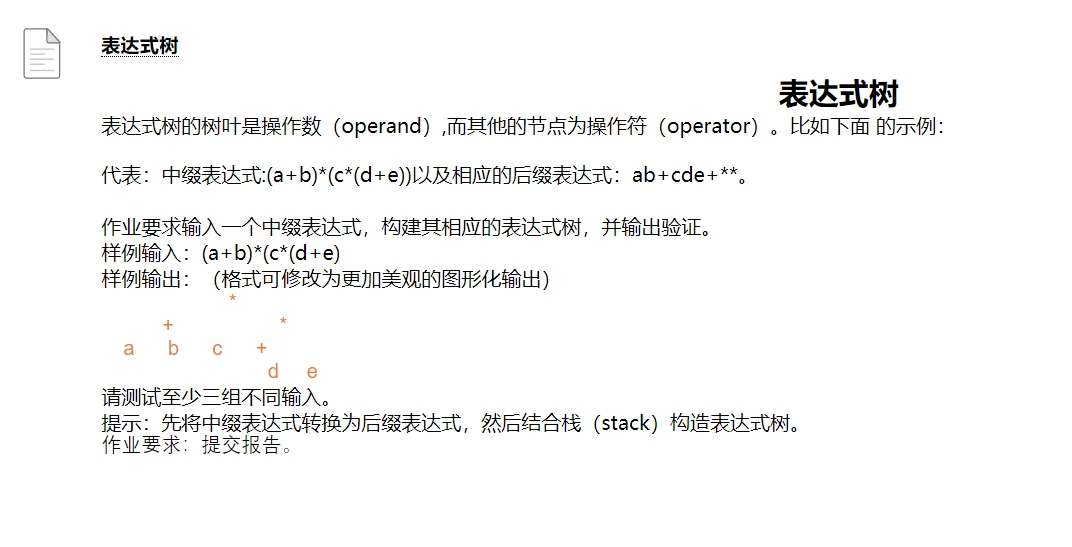 表达式树
表达式树
表达式树的树叶是操作数（operand）,而其他的节点为操作符（operator）。比如下面 的示例：
代表：中缀表达式:(a+b)*(c*(d+e))以及相应的后缀表达式：ab+cde+**。
作业要求输入一个中缀表达式，构建其相应的表达式树，并输出验证。
样例输入：(a+b)*(c*(d+e)
样例输出：（格式可修改为更加美观的图形化输出）
*
+ *
a b c +
d e
请测试至少三组不同输入。
提示：先将中缀表达式转换为后缀表达式，然后结合栈（stack）构造表达式树。
作业要求：提交报告。